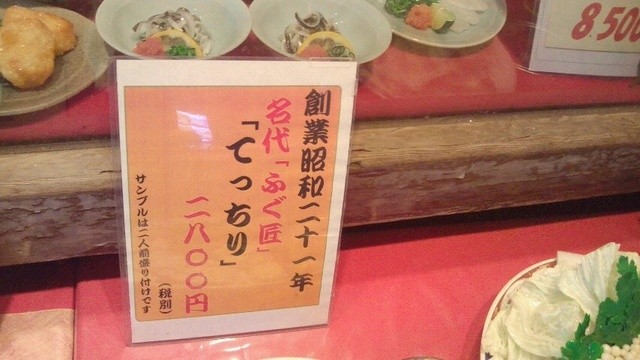 創業昭和二十一年
名代「ふぐ匠」
「てっちり」
二八〇〇円
(税別)
サンプルは二人前盛り付けです